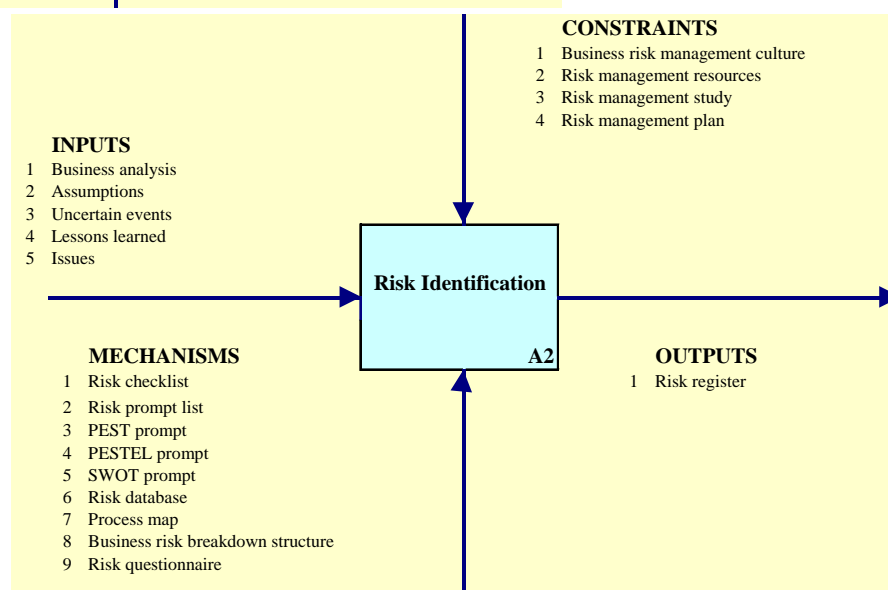 CONSTRAINTS
1 Business risk management culture
2 Risk management resources
3 Risk management study
4 Risk management plan
INPUTS
1 Business analysis
2 Assumptions
3 Uncertain events
4 Lessons learned
5 Issues
Risk Identification
A2
MECHANISMS
1 Risk checklist
2 Risk prompt list
3 PEST prompt
4 PESTEL prompt
5 SWOT prompt
6 Risk database
7 Process map
8 Business risk breakdown structure
9 Risk questionnaire
OUTPUTS
1 Risk register